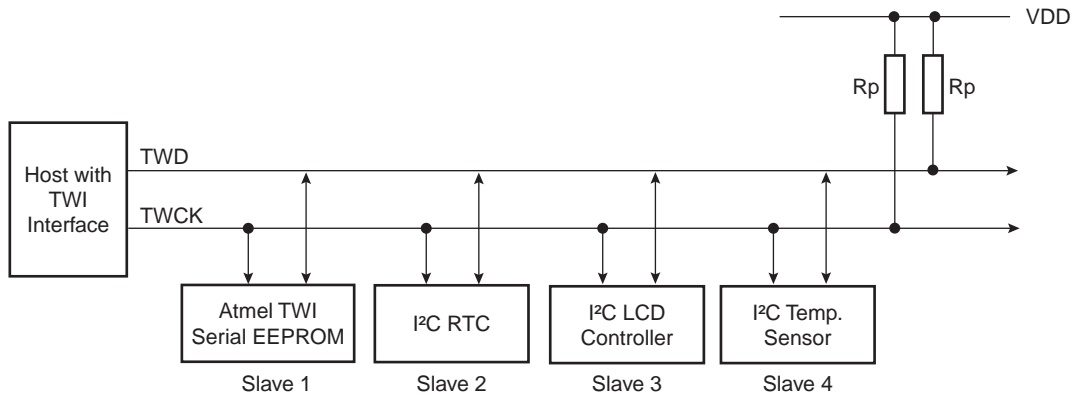 VDD
Rp
Rp
Host with
TWI
Interface
TWD
TWCK
Atmel TWI
Serial EEPROM
Slave 1
I²C RTC
Slave 2
I²C LCD
Controller
Slave 3
I²C Temp.
Sensor
Slave 4